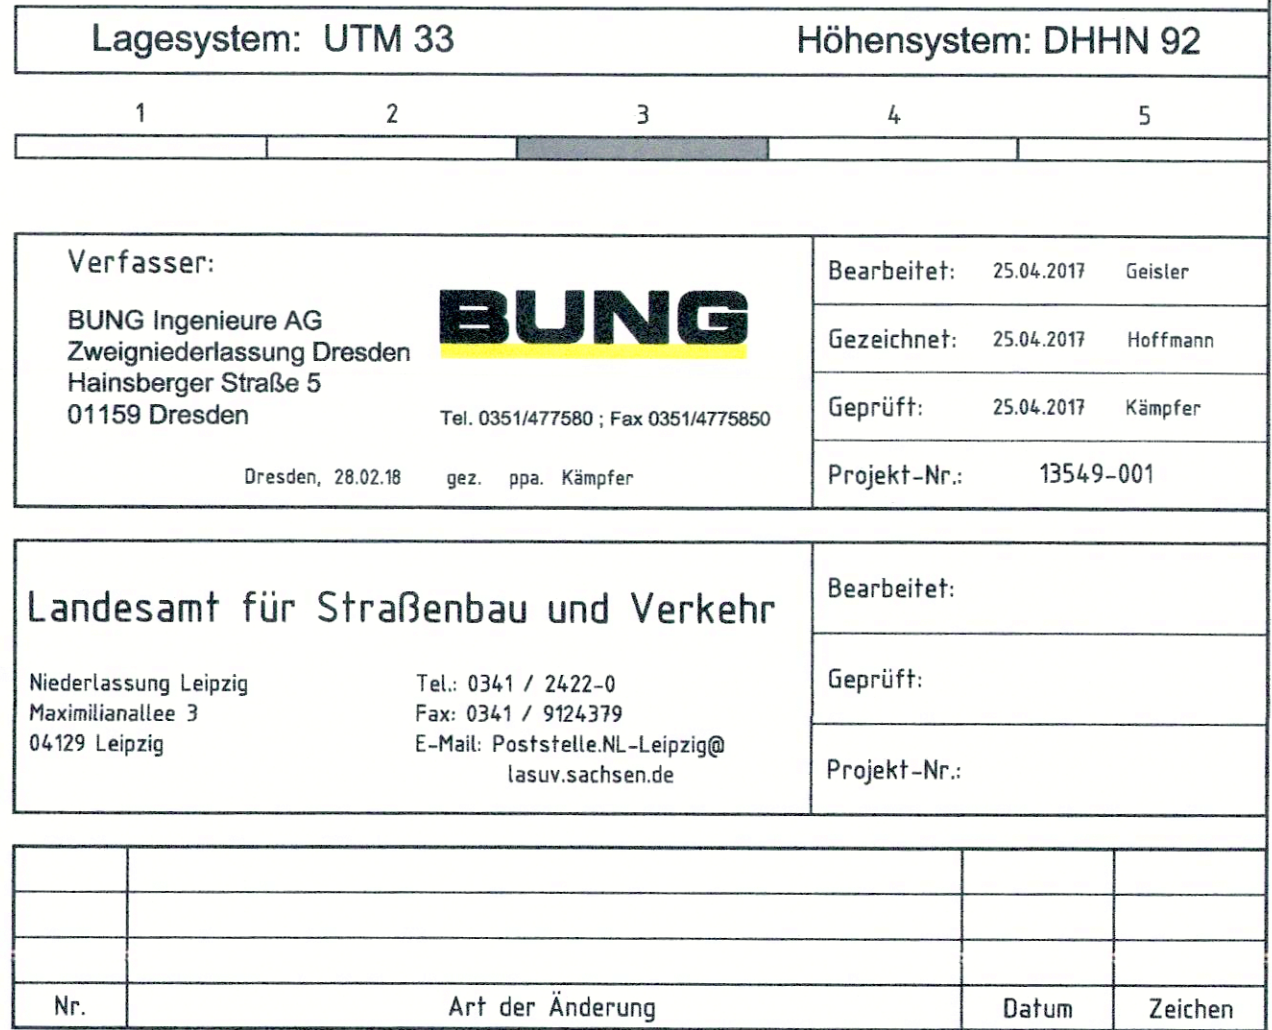 Lagesystem: UTM 33 Höhensystem: DHHN 92
1 2 3 4 5
Verfasser:
BUNG Ingenieure AG
Zweigniederlassung Dresden
Hainsberger Straße 5
01159 Dresden
BUNG
Tel. 0351/477580 ; Fax 0351/4775850
Dresden, 28.02.18 gez. ppa. Kämpfer
Bearbeitet: 25.04.2017 Geisler
Gezeichnet: 25.04.2017 Hoffmann
Geprüft: 25.04.2017 Kämpfer
Projekt-Nr.: 13549-001
Landesamt für Straßenbau und Verkehr
Niederlassung Leipzig
Maximilianallee 3
04129 Leipzig
Tel.: 0341 / 2422-0
Fax: 0341 / 9124379
E-Mail: Poststelle.NL-Leipzig@
lasuv.sachsen.de
Bearbeitet:
Geprüft:
Projekt-Nr.:
Nr. Art der Änderung Datum Zeichen